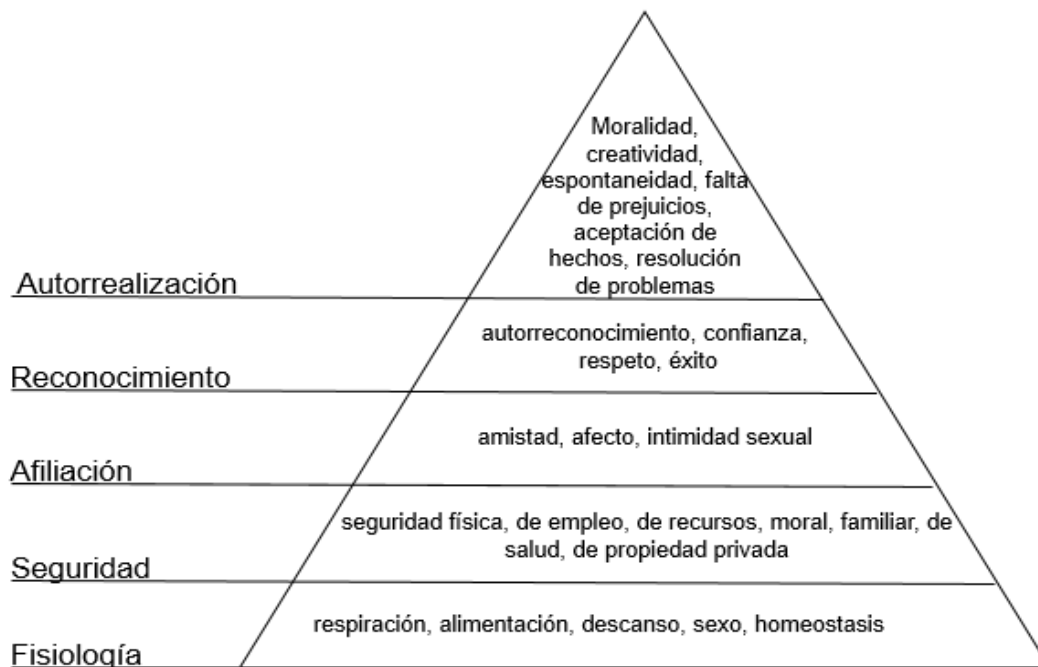 Moralidad,
creatividad,
espontaneidad, falta
de prejuicios,
aceptación de
hechos, resolución
de problemas
Autorrealización
autorreconocimiento, confianza,
respeto, éxito
Reconocimiento
amistad, afecto, intimidad sexual
Afiliación
seguridad física, de empleo, de recursos, moral, familiar, de
salud, de propiedad privada
Seguridad
respiración, alimentación, descanso, sexo, homeostasis
Fisiología